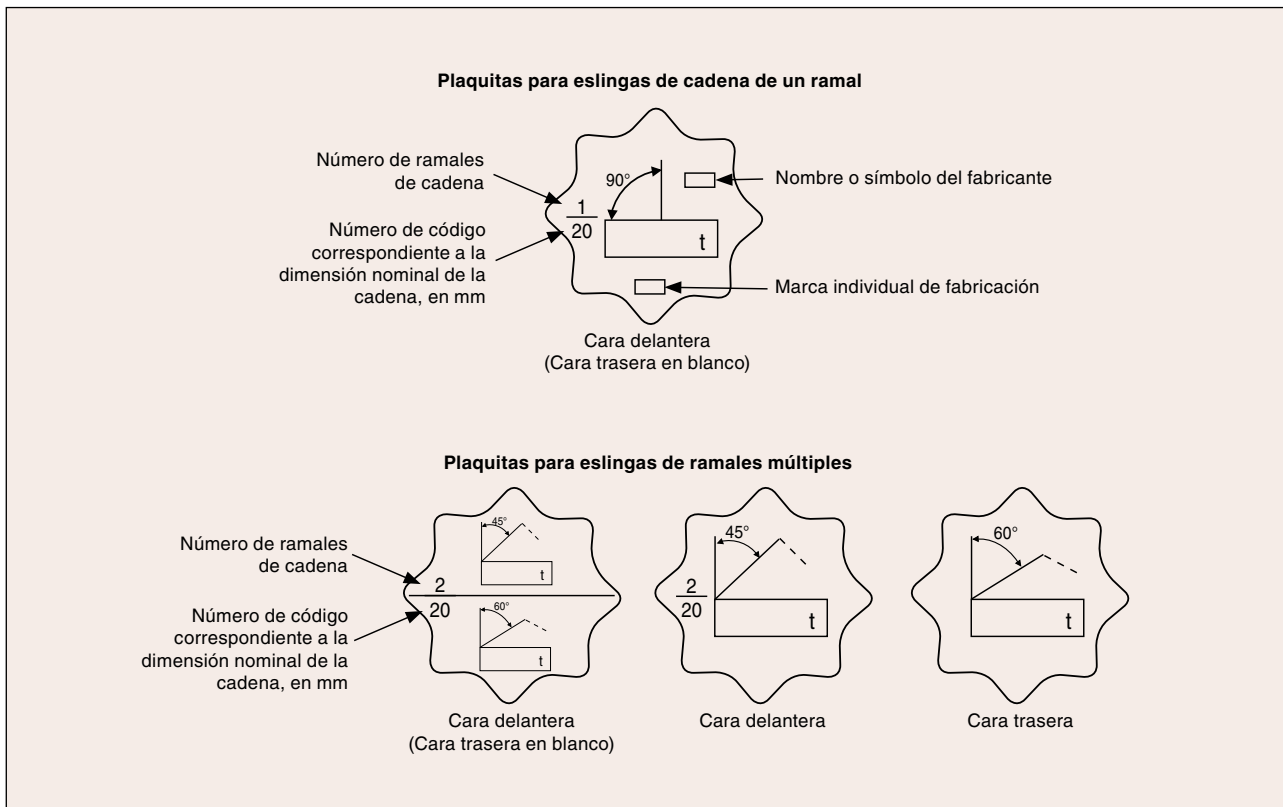 Plaquitas para eslingas de cadena de un ramal
Número de ramales
de cadena
90°
Nombre o símbolo del fabricante
1
20
t
Número de código
correspondiente a la
dimensión nominal de la
cadena, en mm
Marca individual de fabricación
Cara delantera
(Cara trasera en blanco)
Plaquitas para eslingas de ramales múltiples
Número de ramales
de cadena
Número de código
correspondiente a la
dimensión nominal de la
cadena, en mm
45°
t
2
20
60°
t
Cara delantera
(Cara trasera en blanco)
45°
2
20
t
Cara delantera
60°
t
Cara trasera